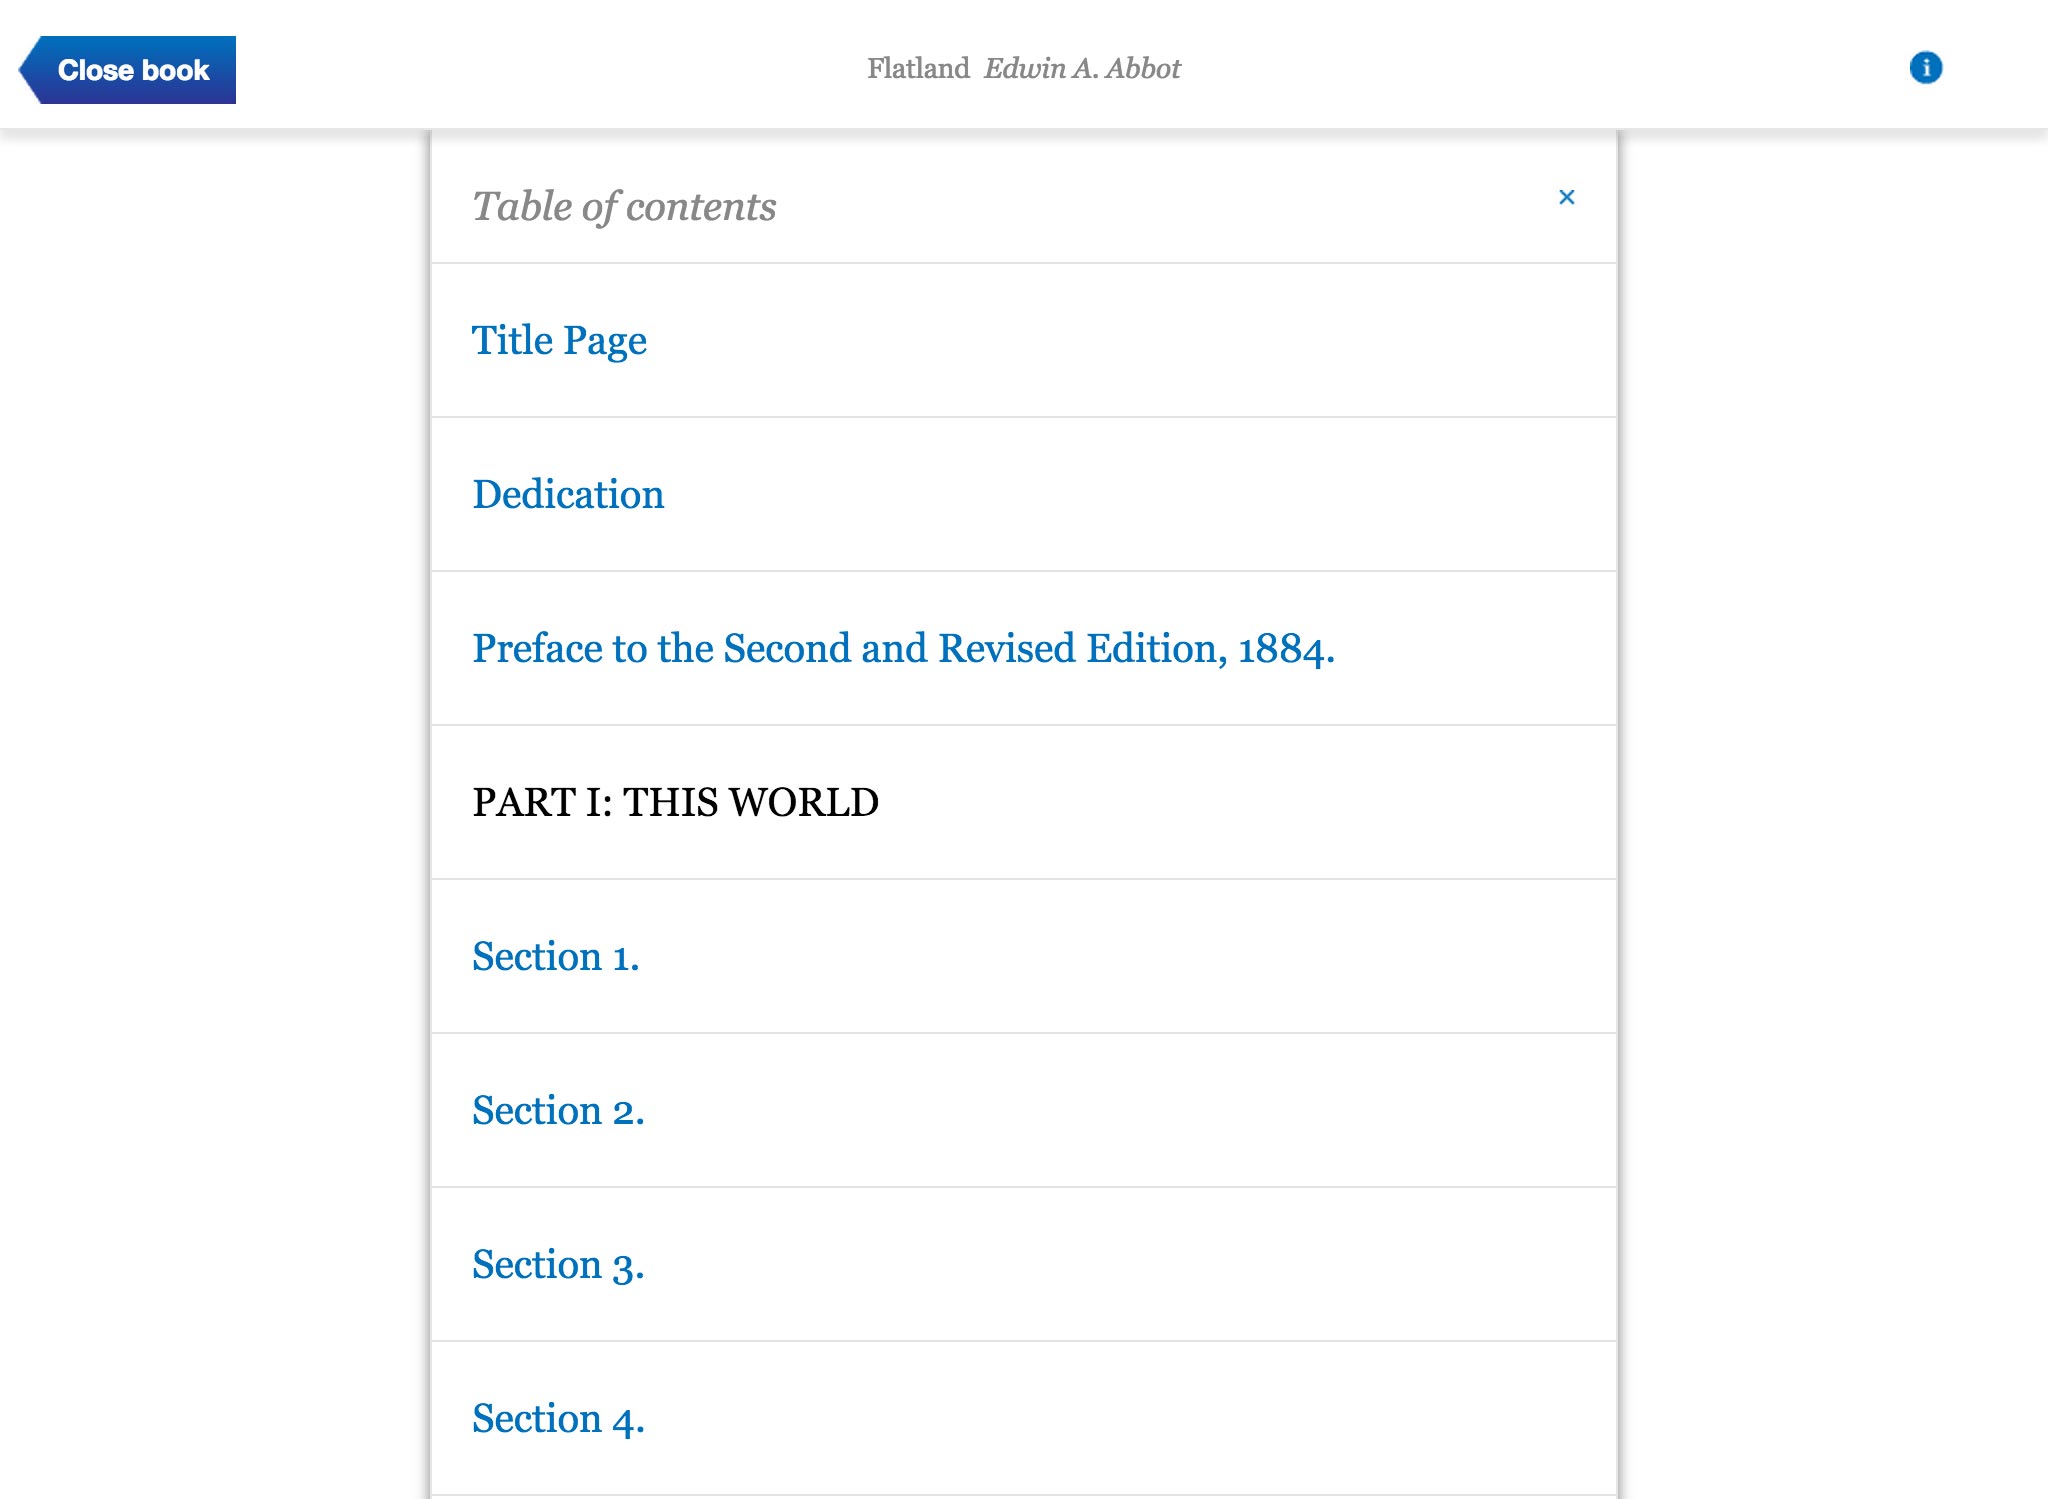 Close book
Flatland Edwin A. Abbot
i
Table of contents
×
Title Page
Dedication
Preface to the Second and Revised Edition, 1884.
PART I: THIS WORLD
Section 1.
Section 2.
Section 3.
Section 4.